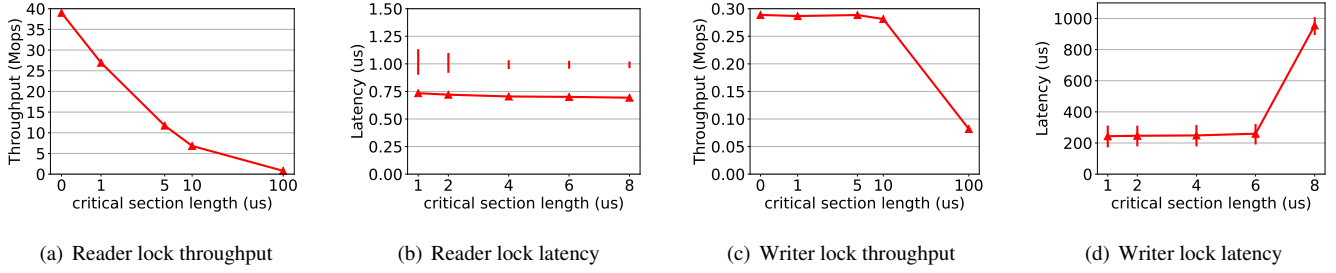 40
35
30
25
20
15
10
5
0
Throughput (Mops)
0 1 5 10 100
critical section length (us)
(a) Reader lock throughput
1.50
1.25
1.00
0.75
0.50
0.25
0.00
Latency (us)
1 2 4 6 8
critical section length (us)
(b) Reader lock latency
0.30
0.25
0.20
0.15
0.10
0.05
0.00
Throughput (Mops)
0 1 5 10 100
critical section length (us)
(c) Writer lock throughput
1000
800
600
400
200
0
Latency (us)
1 2 4 6 8
critical section length (us)
(d) Writer lock latency